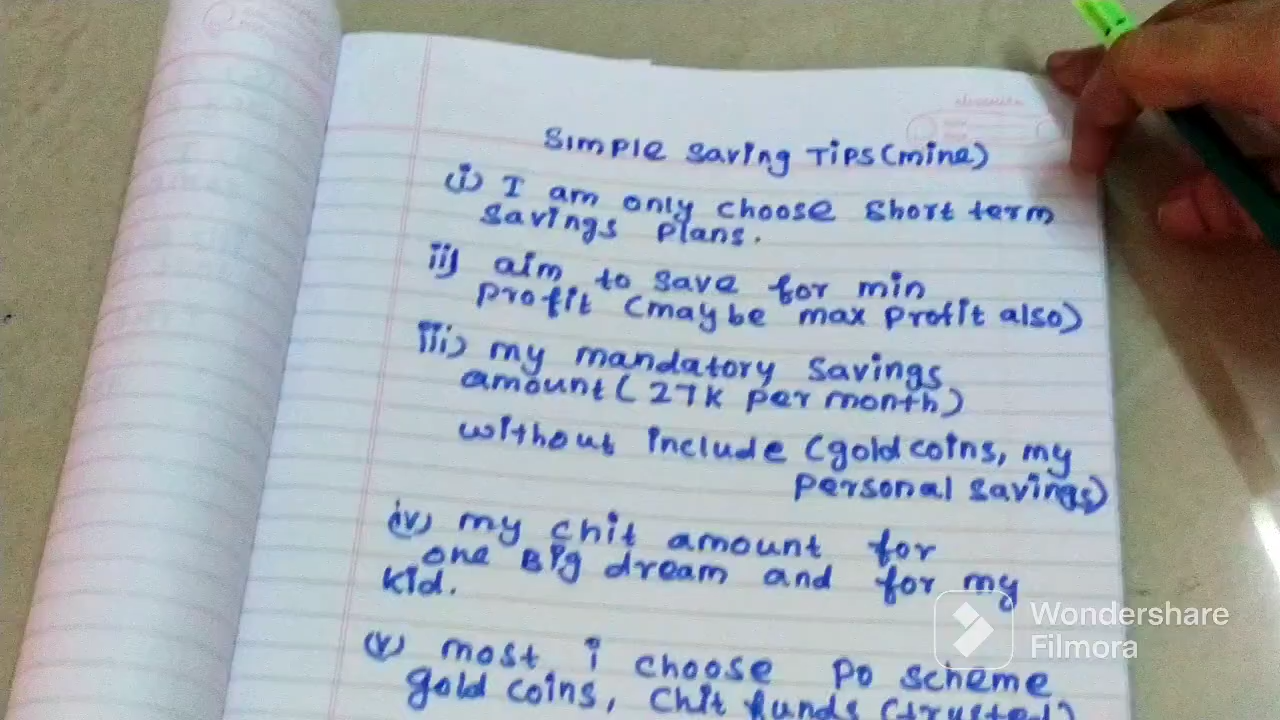 Simple Saving Tips (mine)
(i) I am only choose short term
savings plans.
ii) aim to save for min
profit (maybe max profit also)
iii) my mandatory savings
amount (27k per month)
without include (gold coins, my
personal savings)
(iv) my chit amount for
one Big dream and for my
kid.
(v) most i choose po scheme
gold coins, chit funds (trusted)
Wondershare
Filmora